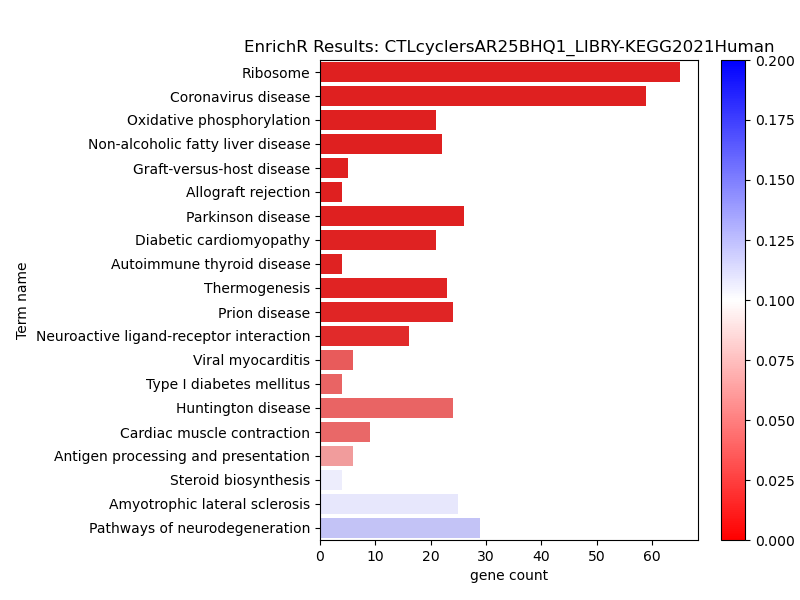 EnrichR Results: CTLcyclersAR25BHQ1_LIBRY-KEGG2021Human
Ribosome
Coronavirus disease
Oxidative phosphorylation
Non-alcoholic fatty liver disease
Graft-versus-host disease
Allograft rejection
Parkinson disease
Diabetic cardiomyopathy
Autoimmune thyroid disease
Thermogenesis
Prion disease
Neuroactive ligand-receptor interaction
Viral myocarditis
Type I diabetes mellitus
Huntington disease
Cardiac muscle contraction
Antigen processing and presentation
Steroid biosynthesis
Amyotrophic lateral sclerosis
Pathways of neurodegeneration
Term name
0 10 20 30 40 50 60
gene count
0.200
0.175
0.150
0.125
0.100
0.075
0.050
0.025
0.000